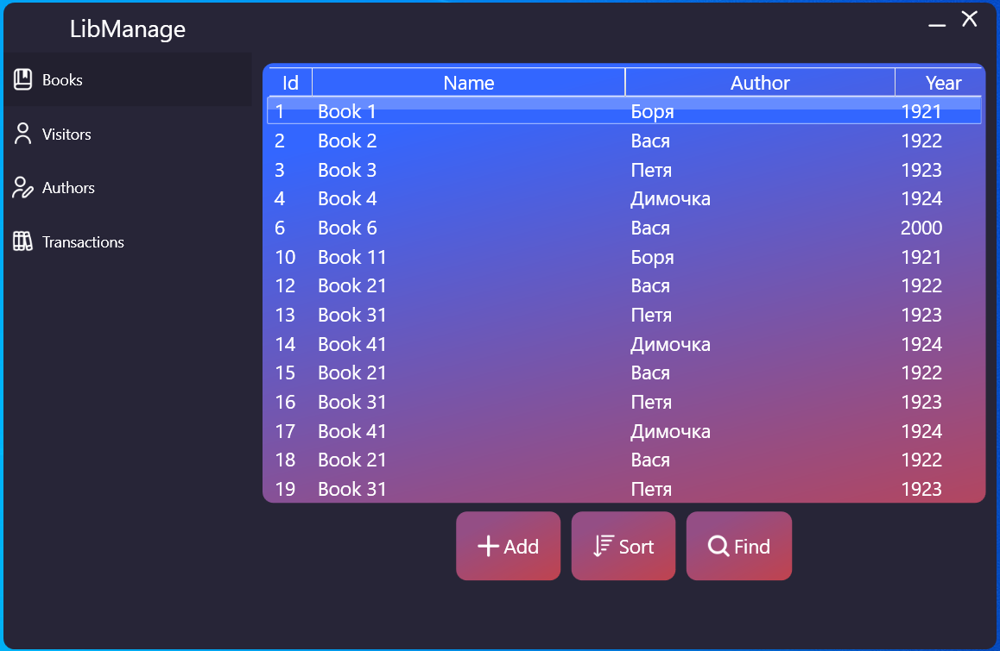 LibManage
Books
Visitors
Authors
Transactions
Id Name Author Year
1 Book 1 Боря 1921
2 Book 2 Вася 1922
3 Book 3 Петя 1923
4 Book 4 Димочка 1924
6 Book 6 Вася 2000
10 Book 11 Боря 1921
12 Book 21 Вася 1922
13 Book 31 Петя 1923
14 Book 41 Димочка 1924
15 Book 21 Вася 1922
16 Book 31 Петя 1923
17 Book 41 Димочка 1924
18 Book 21 Вася 1922
19 Book 31 Петя 1923
Add Sort Find